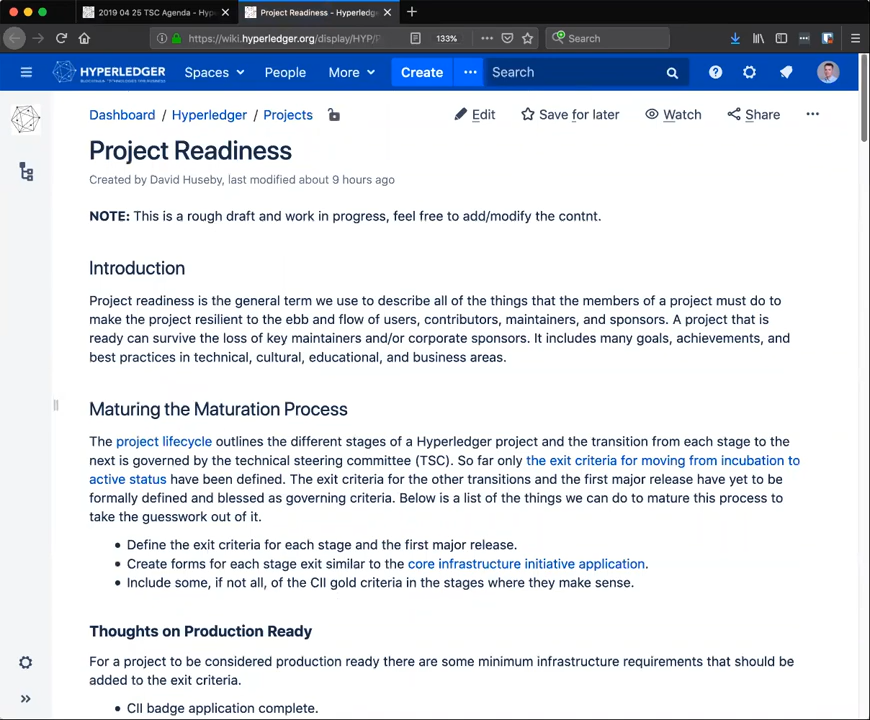 2019 04 25 TSC Agenda - Hyp
Project Readiness - Hyperledge
https://wiki.hyperledger.org/display/HYP/P
133%
Search
HYPERLEDGER
Spaces
People
More
Create
Search
Dashboard / Hyperledger / Projects
Edit
Save for later
Watch
Share
Project Readiness
Created by David Huseby, last modified about 9 hours ago
NOTE: This is a rough draft and work in progress, feel free to add/modify the contnt.
Introduction
Project readiness is the general term we use to describe all of the things that the members of a project must do to
make the project resilient to the ebb and flow of users, contributors, maintainers, and sponsors. A project that is
ready can survive the loss of key maintainers and/or corporate sponsors. It includes many goals, achievements, and
best practices in technical, cultural, educational, and business areas.
Maturing the Maturation Process
The project lifecycle outlines the different stages of a Hyperledger project and the transition from each stage to the
next is governed by the technical steering committee (TSC). So far only the exit criteria for moving from incubation to
active status have been defined. The exit criteria for the other transitions and the first major release have yet to be
formally defined and blessed as governing criteria. Below is a list of the things we can do to mature this process to
take the guesswork out of it.
• Define the exit criteria for each stage and the first major release.
• Create forms for each stage exit similar to the core infrastructure initiative application.
• Include some, if not all, of the CII gold criteria in the stages where they make sense.
Thoughts on Production Ready
For a project to be considered production ready there are some minimum infrastructure requirements that should be
added to the exit criteria.
• CII badge application complete.